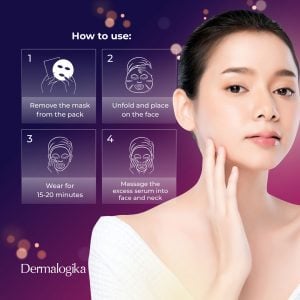 How to use:
1
Remove the mask
from the pack
2
Unfold and place
on the face
3
Wear for
15-20 minutes
4
Massage the
excess serum into
face and neck
Dermalogika